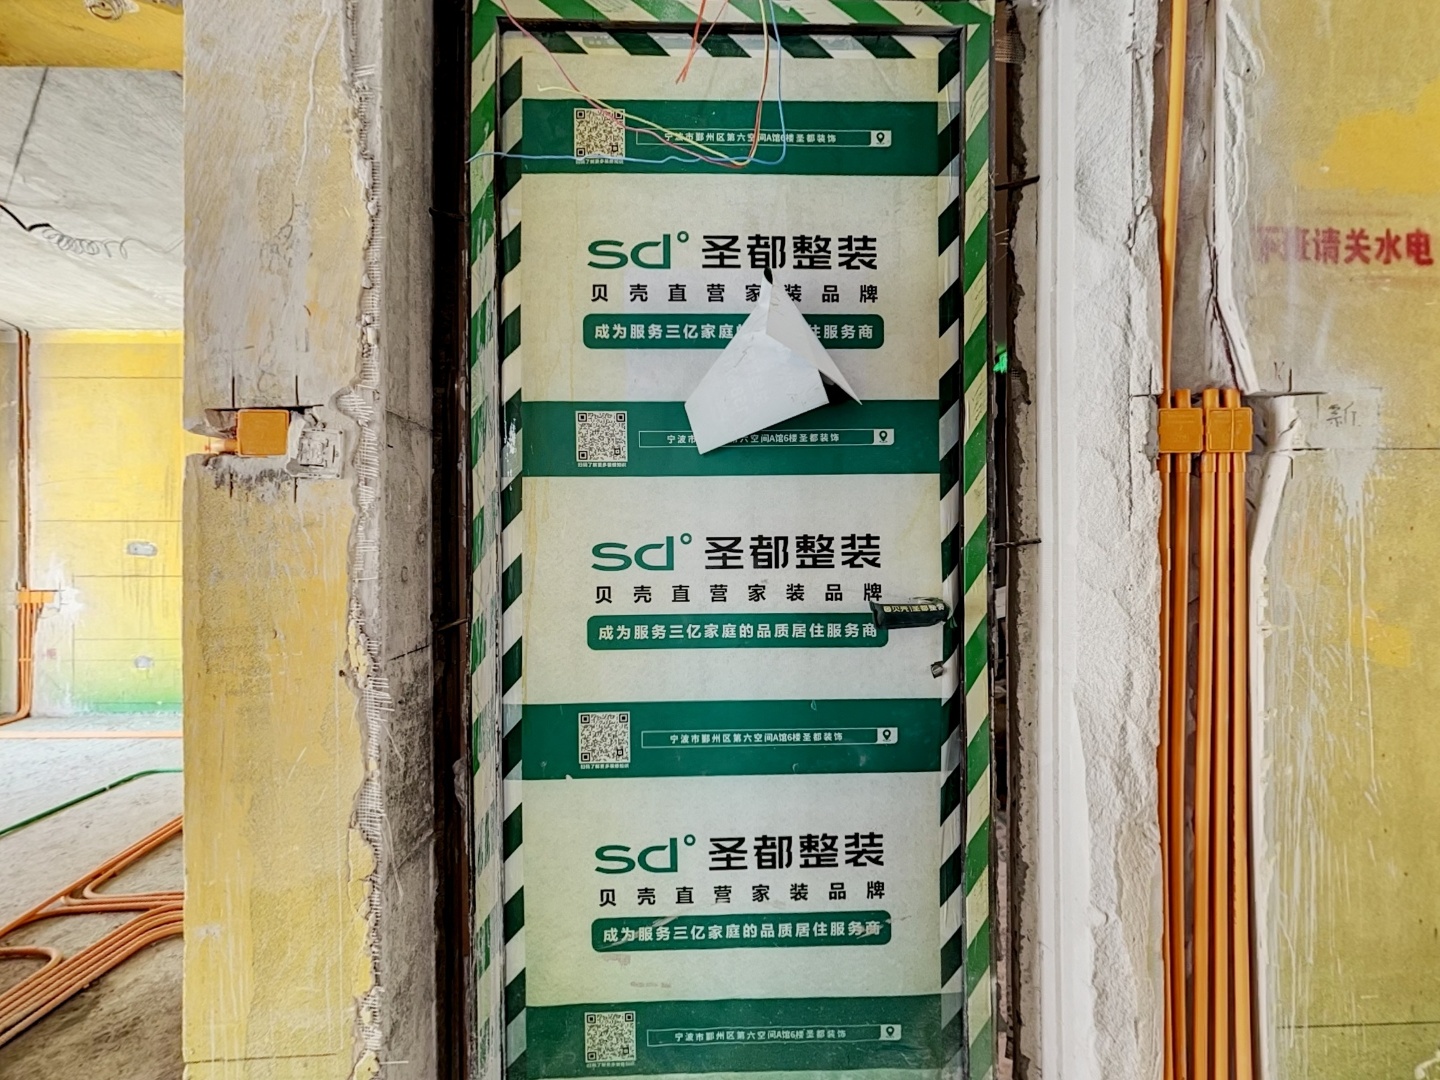 宁波市鄞州区第六空间A馆6楼圣都装饰
sd° 圣都整装
贝壳直营家装品牌
成为服务三亿家庭 住服务商
宁波市 第六空间A馆6楼圣都装饰
sd° 圣都整装
贝壳直营家装品牌
成为服务三亿家庭的品质居住服务商
宁波市鄞州区第六空间A馆6楼圣都装饰
sd° 圣都整装
贝壳直营家装品牌
成为服务三亿家庭的品质居住服务商
宁波市鄞州区第六空间A馆6楼圣都装饰
请关水电